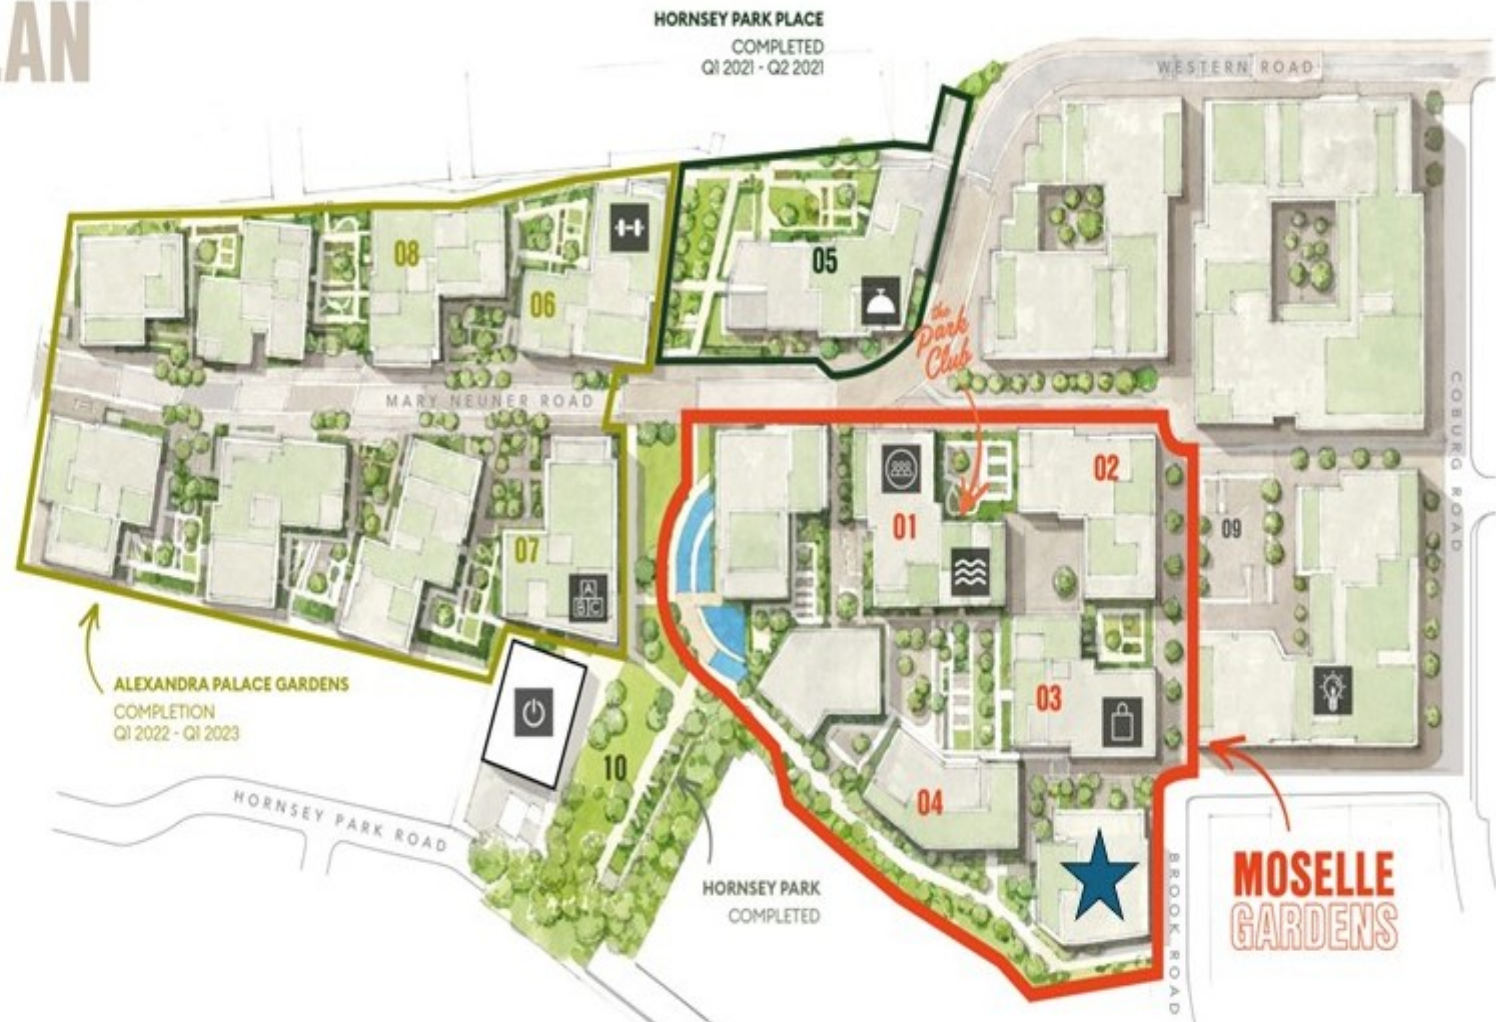 LAN
HORNSEY PARK PLACE
COMPLETED
Q1 2021 - Q2 2021
WESTERN ROAD
08
06
05
the
Park
Club
MARY NEUNER ROAD
COBURG ROAD
01
02
09
07
A
B C
03
ALEXANDRA PALACE GARDENS
COMPLETION
Q1 2022 - Q1 2023
10
04
HORNSEY PARK ROAD
HORNSEY PARK
COMPLETED
BROOK ROAD
MOSELLE
GARDENS